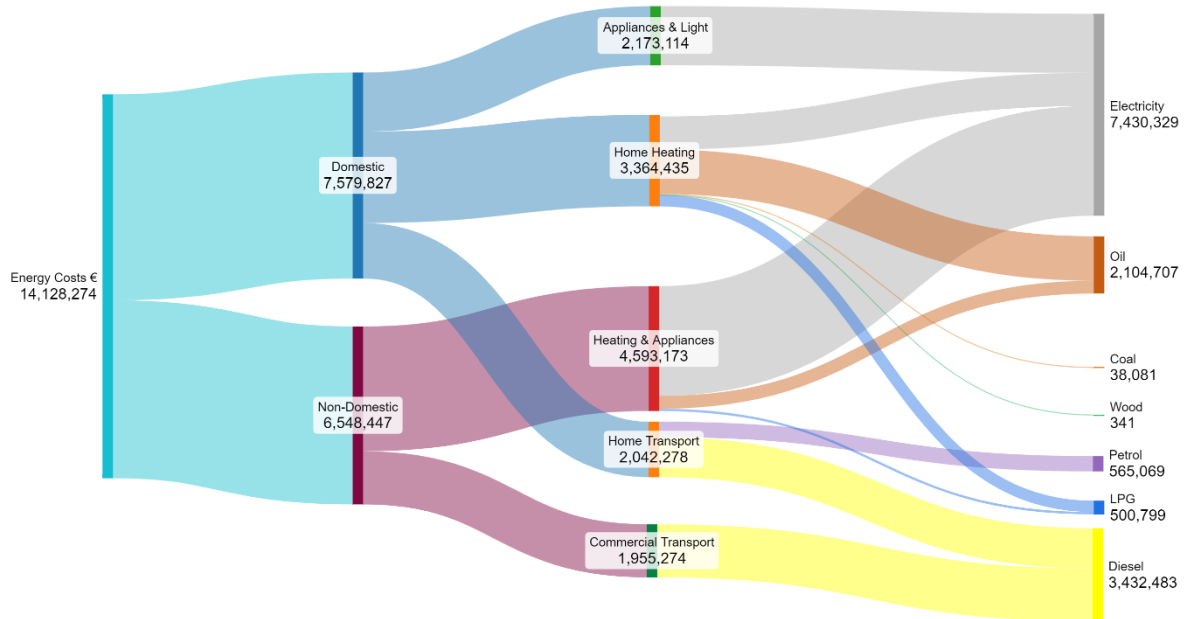 Energy Costs €
14,128,274
Domestic
7,579,827
Non-Domestic
6,548,447
Appliances & Light
2,173,114
Home Heating
3,364,435
Heating & Appliances
4,593,173
Home Transport
2,042,278
Commercial Transport
1,955,274
Electricity
7,430,329
Oil
2,104,707
Coal
38,081
Wood
341
Petrol
565,069
LPG
500,799
Diesel
3,432,483